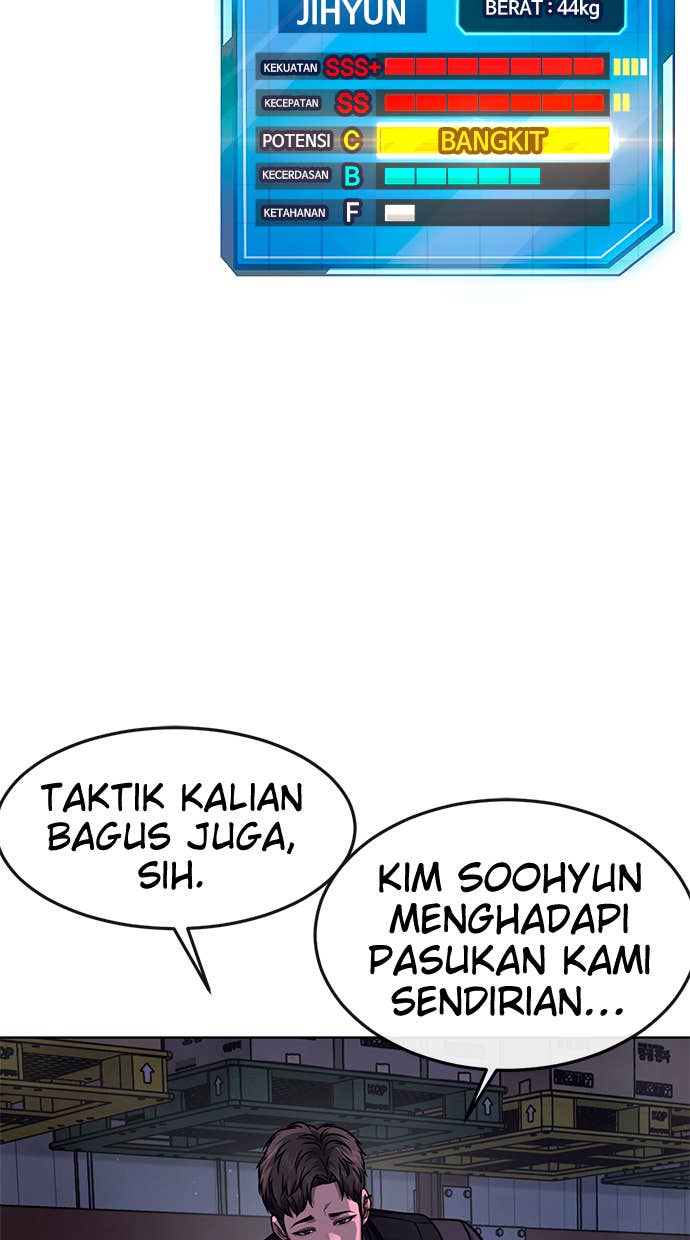 JIHYUN
BERAT : 44kg
KEKUATAN SSS+
KECEPATAN SS
POTENSI C BANGKIT
KECERDASAN B
KETAHANAN F
TAKTIK KALIAN
BAGUS JUGA,
SIH.
KIM SOOHYUN
MENGHADAPI
PASUKAN KAMI
SENDIRIAN...
KQP